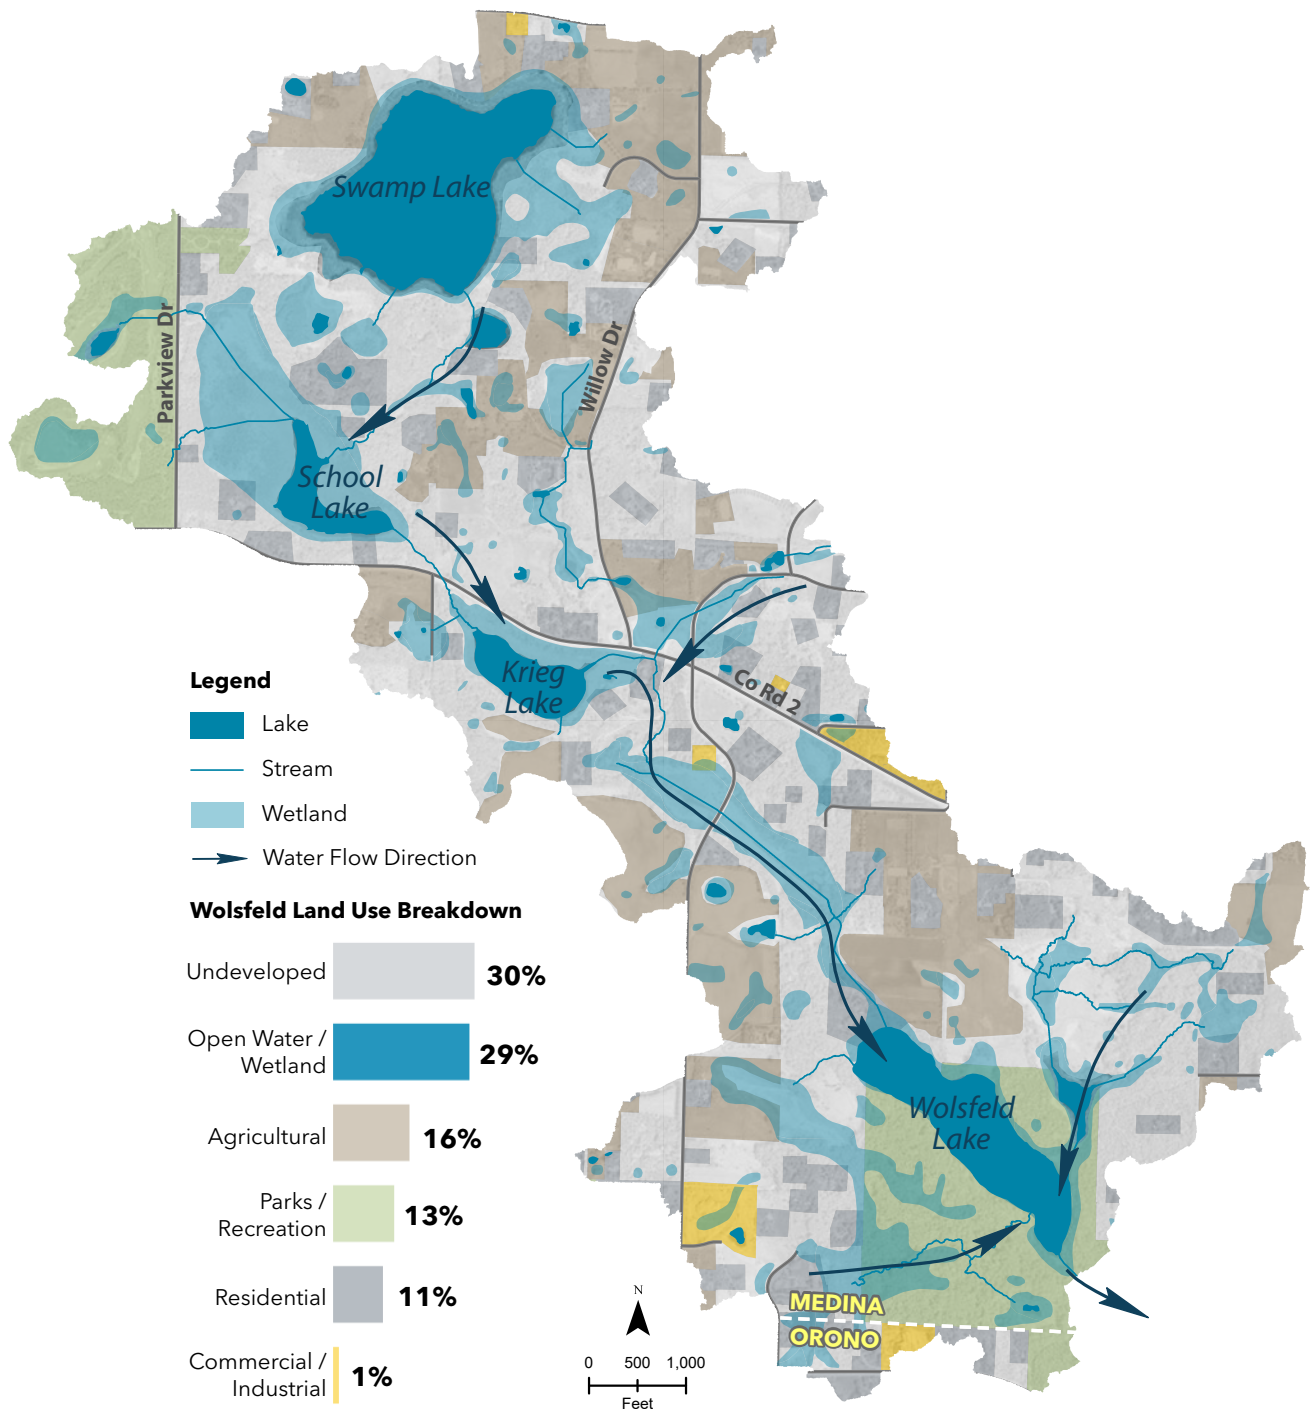 Swamp Lake
Parkview Dr
Willow Dr
School
Lake
Krieg
Lake
Co Rd 2
Legend
Lake
Stream
Wetland
Water Flow Direction
Wolsfeld Land Use Breakdown
Undeveloped 30%
Open Water /
Wetland 29%
Agricultural 16%
Parks /
Recreation 13%
Residential 11%
Commercial /
Industrial 1%
Wolsfeld
Lake
MEDINA
ORONO
N
0 500 1,000
Feet